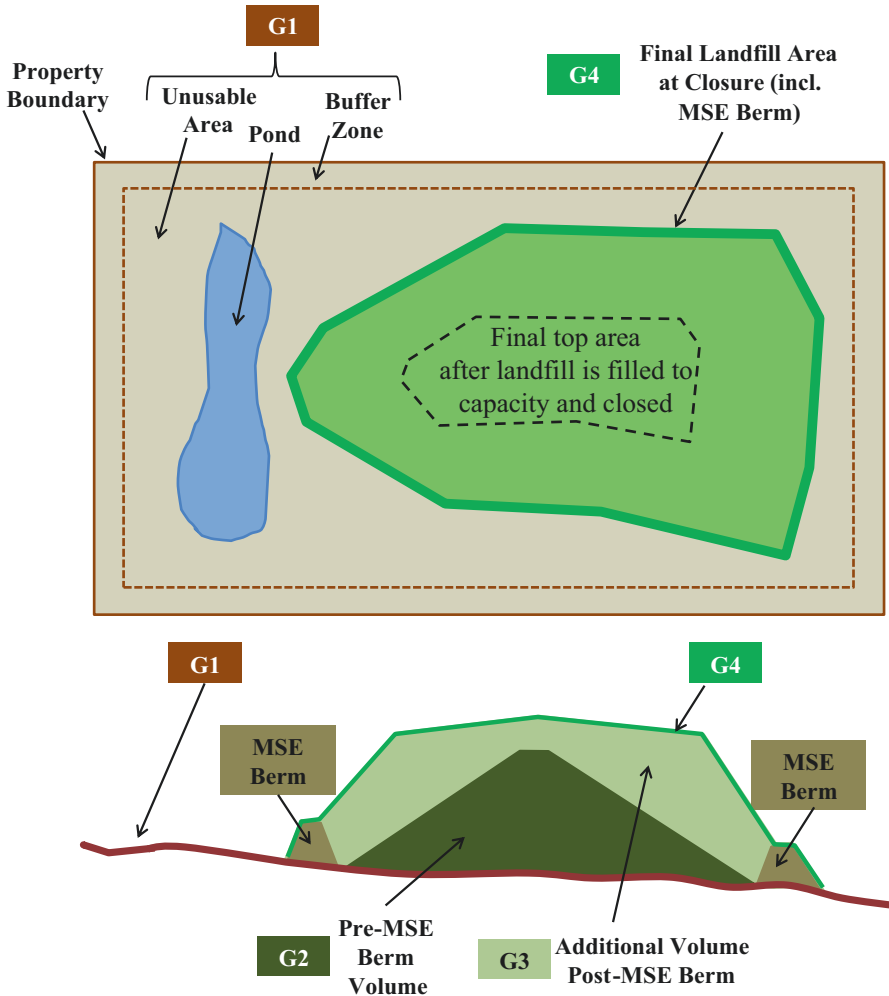 G1
Property
Boundary
Unusable
Area
Pond
Buffer
Zone
G4
Final Landfill Area
at Closure (incl.
MSE Berm)
Final top area
after landfill is filled to
capacity and closed
G1
G4
MSE
Berm
MSE
Berm
G2
Pre-MSE
Berm
Volume
G3
Additional Volume
Post-MSE Berm